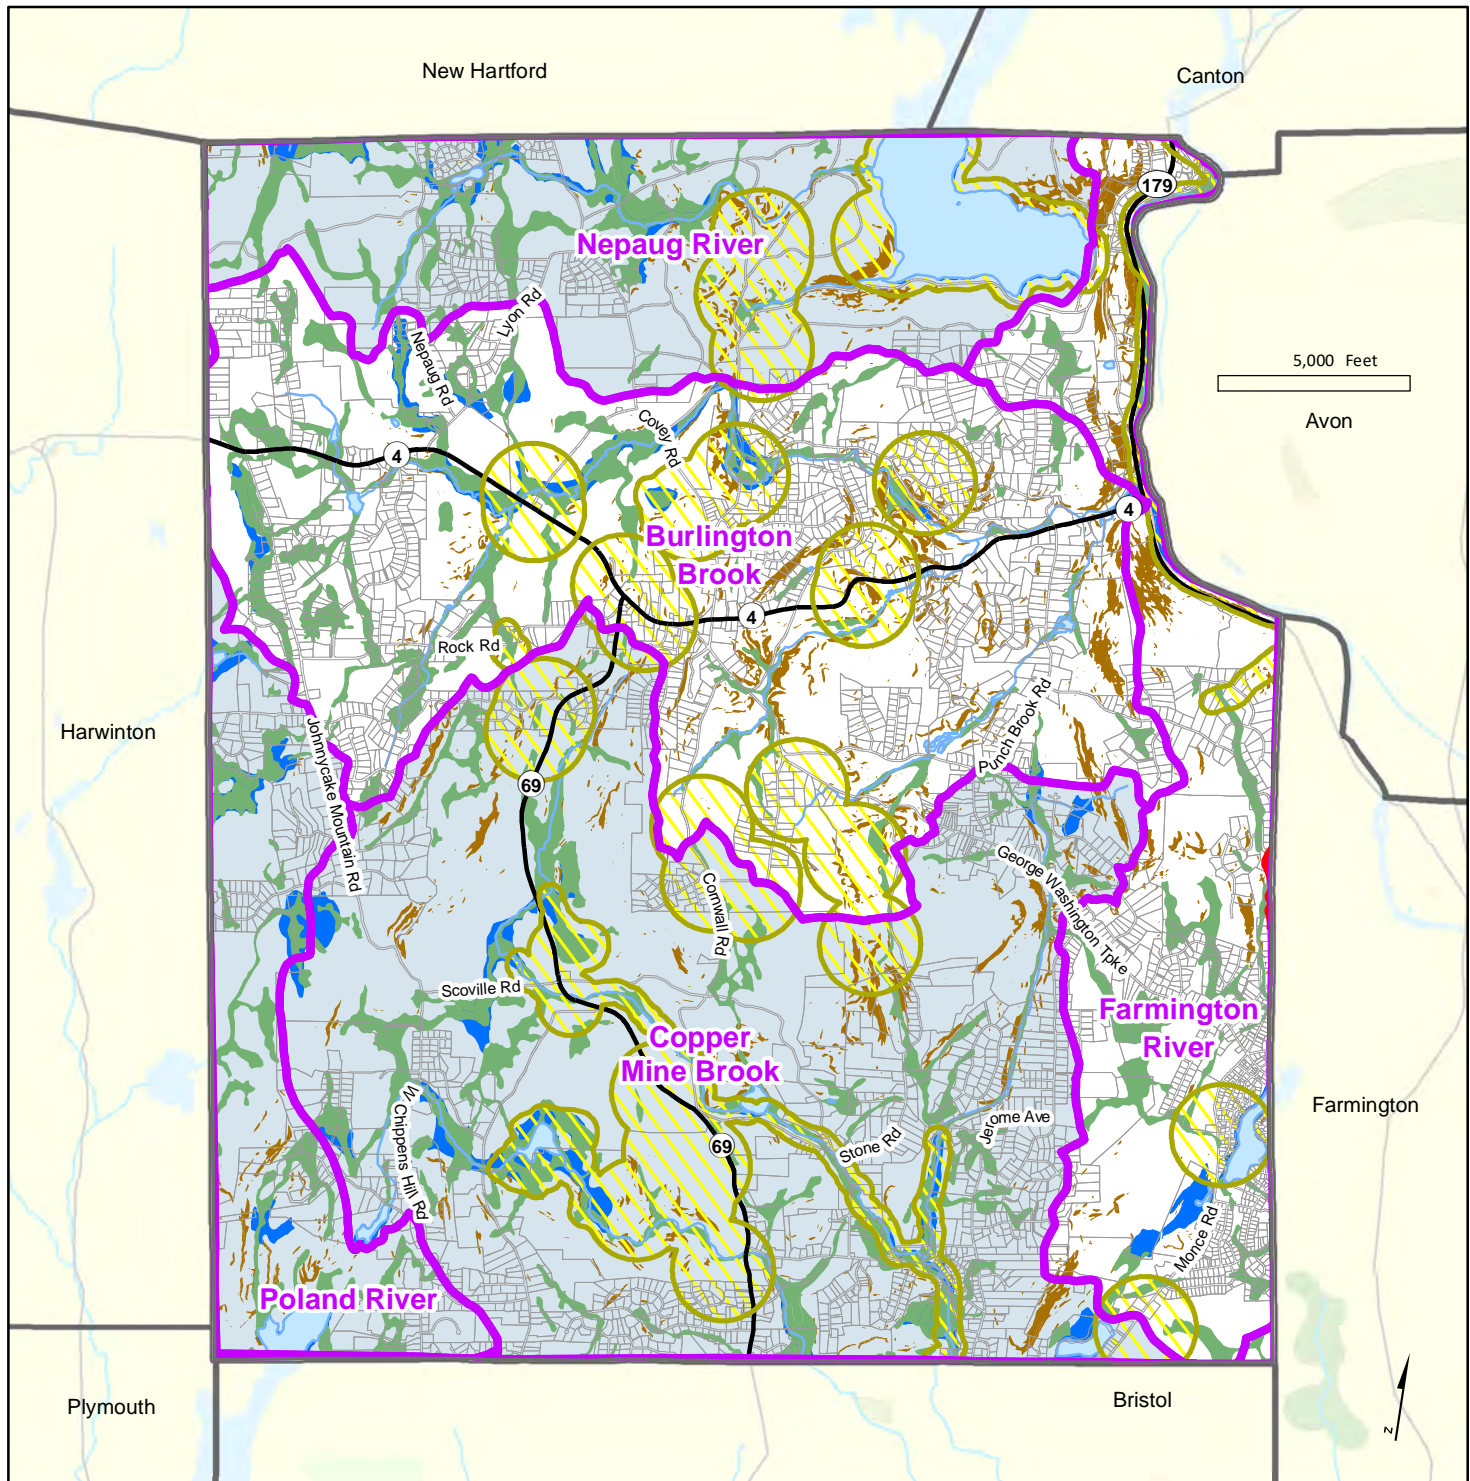 New Hartford
Canton
179
Nepaug River
Lyon Rd
Nepaug Rd
5,000 Feet
Avon
Covey Rd
4
4
Burlington
Brook
4
Rock Rd
Harwinton
Johnnycake Mountain Rd
Punch Brook Rd
69
George Washington Tpke
Cornwall Rd
Scoville Rd
Farmington
River
Copper
Mine Brook
W. Chippens Hill Rd
Jerome Ave
Farmington
Stone Rd
69
Monce Rd
Poland River
Plymouth
Bristol
N